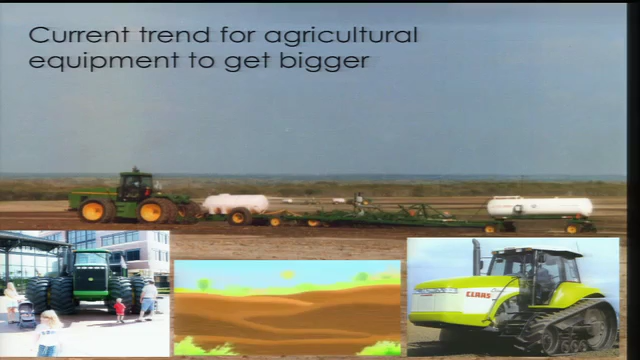 Current trend for agricultural
equipment to get bigger
CLAAS